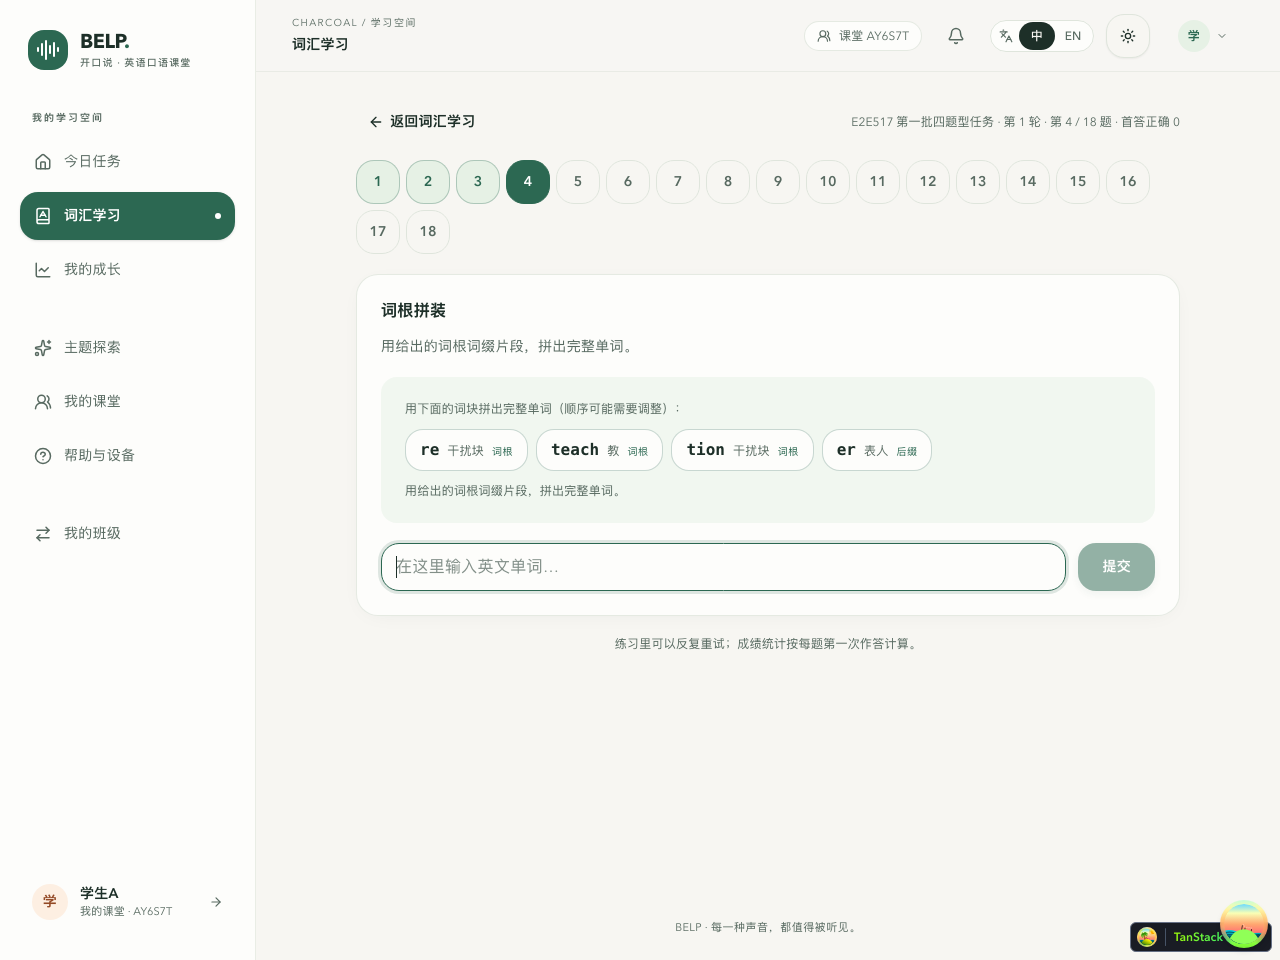 BELP.
开口说 · 英语口语课堂
我的学习空间
今日任务
词汇学习
我的成长
主题探索
我的课堂
帮助与设备
我的班级
学
学生A
我的课堂 · AY6S7T
CHARCOAL / 学习空间
词汇学习
课堂 AY6S7T
中
EN
学
返回词汇学习
E2E517 第一批四题型任务 · 第 1 轮 · 第 4 / 18 题 · 首答正确 0
1 2 3 4 5 6 7 8 9 10 11 12 13 14 15 16
17 18
词根拼装
用给出的词根词缀片段，拼出完整单词。
用下面的词块拼出完整单词（顺序可能需要调整）：
re 干扰块 词根 teach 教 词根 tion 干扰块 词根 er 表人 后缀
用给出的词根词缀片段，拼出完整单词。
在这里输入英文单词…
提交
练习里可以反复重试；成绩统计按每题第一次作答计算。
BELP · 每一种声音，都值得被听见。
TanStack